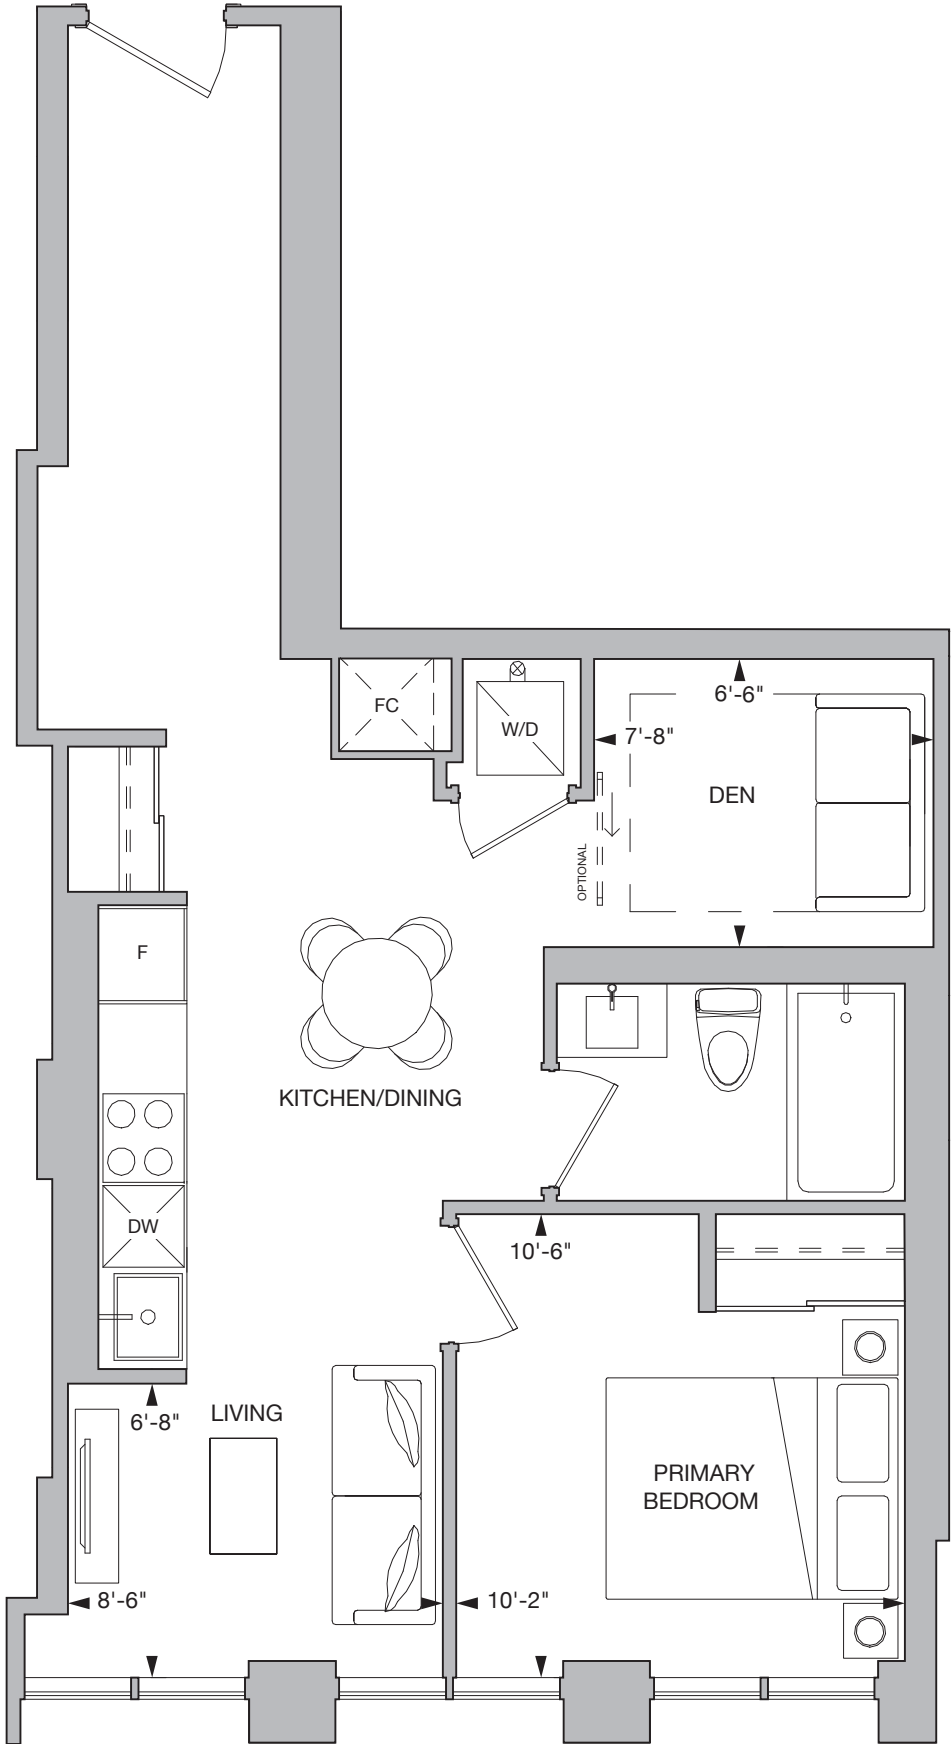 FC
W/D
6'-6"
7'-8"
DEN
OPTIONAL
F
KITCHEN/DINING
DW
10'-6"
6'-8"
LIVING
PRIMARY
BEDROOM
8'-6"
10'-2"